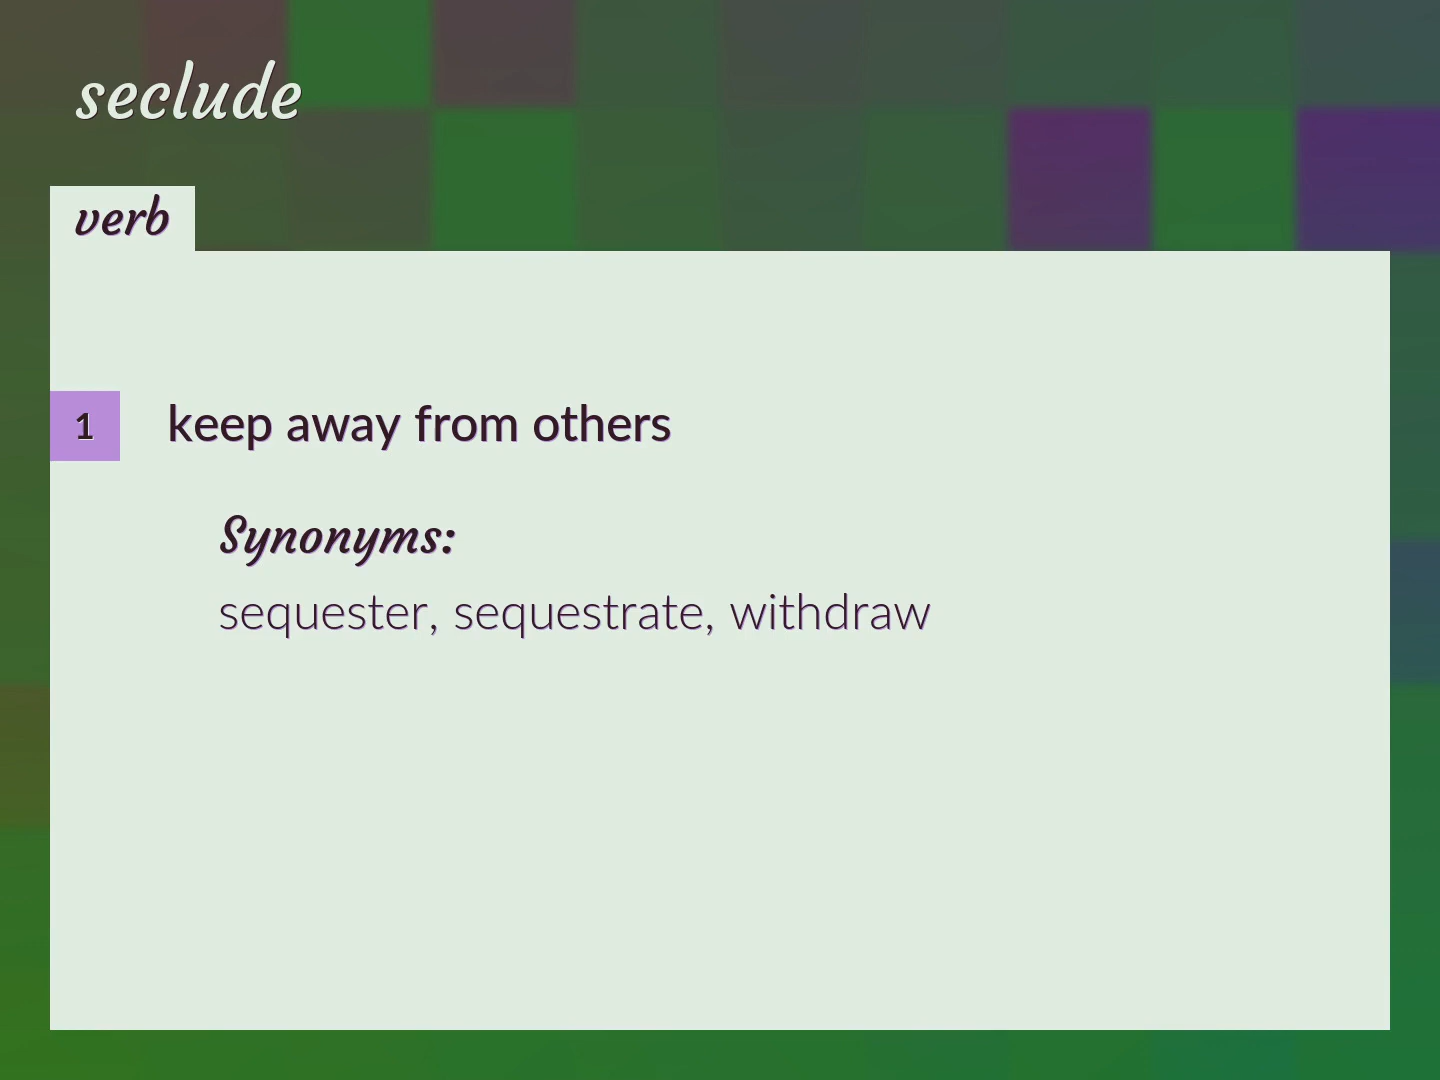 seclude
verb
1 keep away from others
Synonyms:
sequester, sequestrate, withdraw